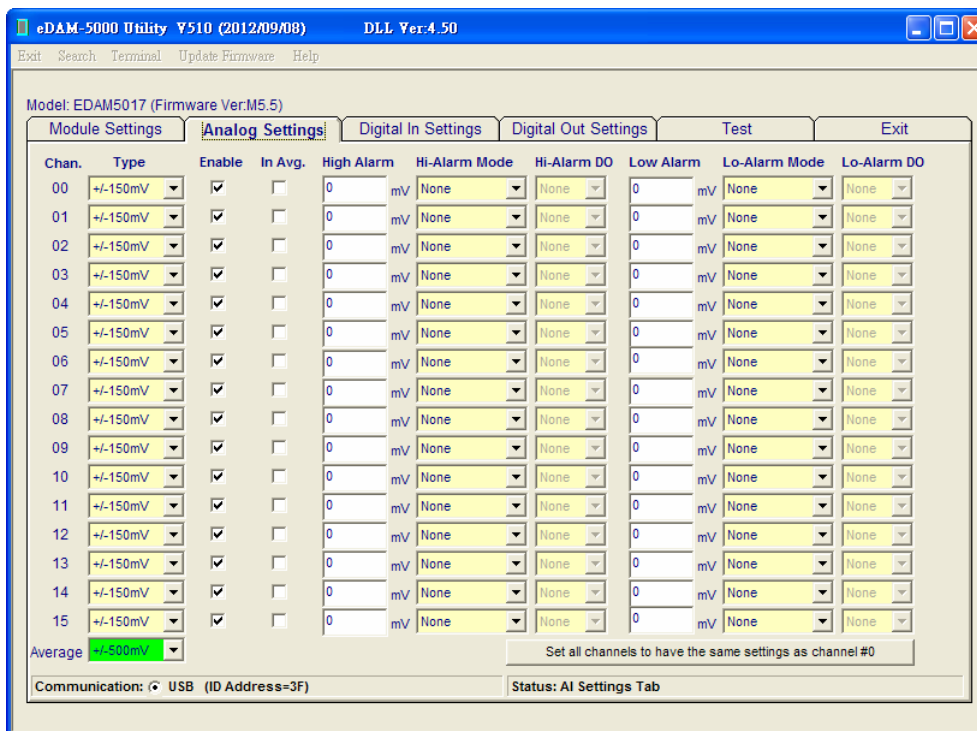 eDAM-5000 Utility V510 (2012/09/08) DLL Ver:4.50
Exit Search Terminal Update Firmware Help
Model: EDAM5017 (Firmware Ver:M5.5)
Module Settings Analog Settings Digital In Settings Digital Out Settings Test Exit
Chan. Type Enable In Avg. High Alarm Hi-Alarm Mode Hi-Alarm DO Low Alarm Lo-Alarm Mode Lo-Alarm DO
00 +/-150mV 0 mV None None 0 mV None None
01 +/-150mV 0 mV None None 0 mV None None
02 +/-150mV 0 mV None None 0 mV None None
03 +/-150mV 0 mV None None 0 mV None None
04 +/-150mV 0 mV None None 0 mV None None
05 +/-150mV 0 mV None None 0 mV None None
06 +/-150mV 0 mV None None 0 mV None None
07 +/-150mV 0 mV None None 0 mV None None
08 +/-150mV 0 mV None None 0 mV None None
09 +/-150mV 0 mV None None 0 mV None None
10 +/-150mV 0 mV None None 0 mV None None
11 +/-150mV 0 mV None None 0 mV None None
12 +/-150mV 0 mV None None 0 mV None None
13 +/-150mV 0 mV None None 0 mV None None
14 +/-150mV 0 mV None None 0 mV None None
15 +/-150mV 0 mV None None 0 mV None None
Average +/-500mV Set all channels to have the same settings as channel #0
Communication: USB (ID Address=3F) Status: AI Settings Tab